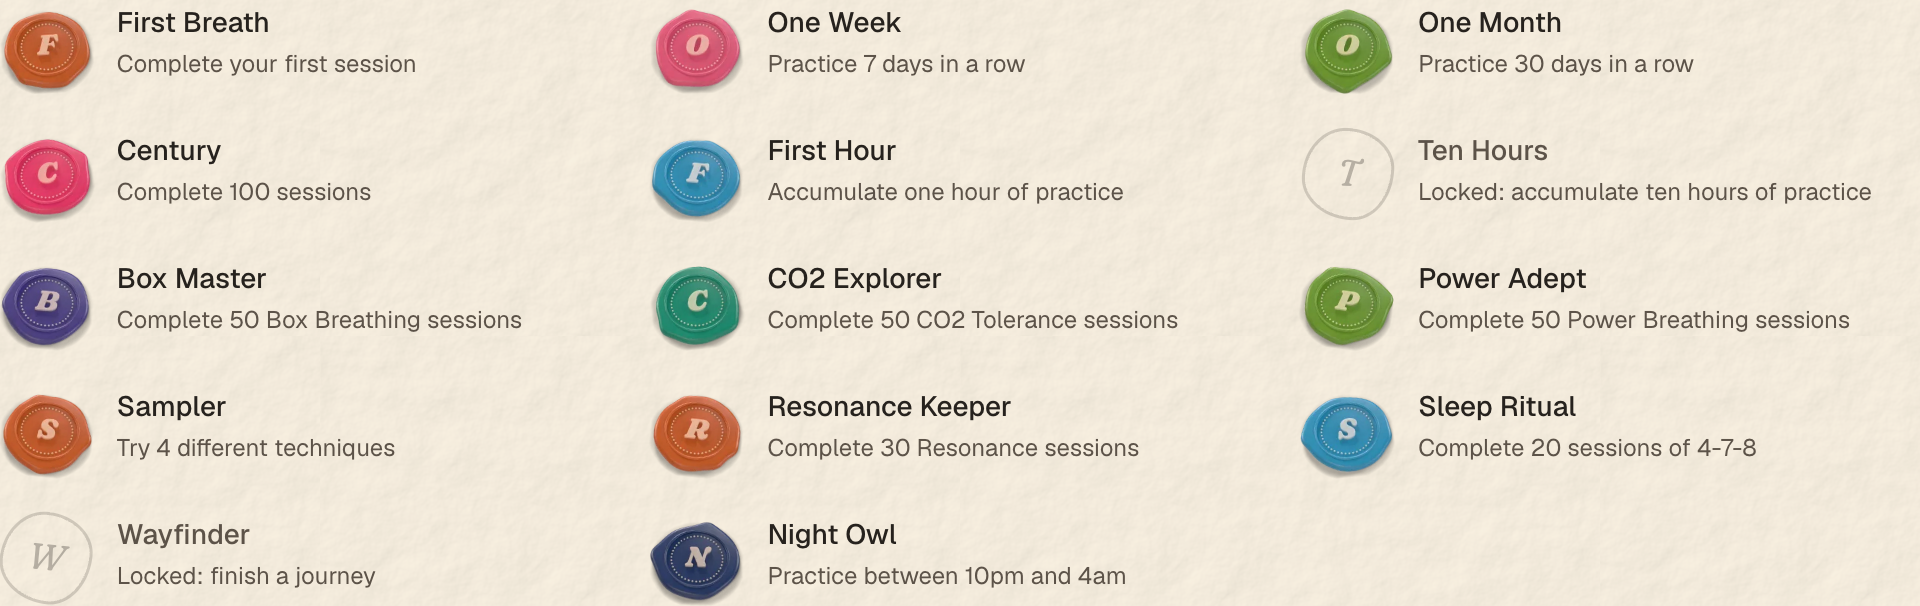 F
First Breath
Complete your first session
O
One Week
Practice 7 days in a row
O
One Month
Practice 30 days in a row
C
Century
Complete 100 sessions
F
First Hour
Accumulate one hour of practice
T
Ten Hours
Locked: accumulate ten hours of practice
B
Box Master
Complete 50 Box Breathing sessions
C
CO2 Explorer
Complete 50 CO2 Tolerance sessions
P
Power Adept
Complete 50 Power Breathing sessions
S
Sampler
Try 4 different techniques
R
Resonance Keeper
Complete 30 Resonance sessions
S
Sleep Ritual
Complete 20 sessions of 4-7-8
W
Wayfinder
Locked: finish a journey
N
Night Owl
Practice between 10pm and 4am